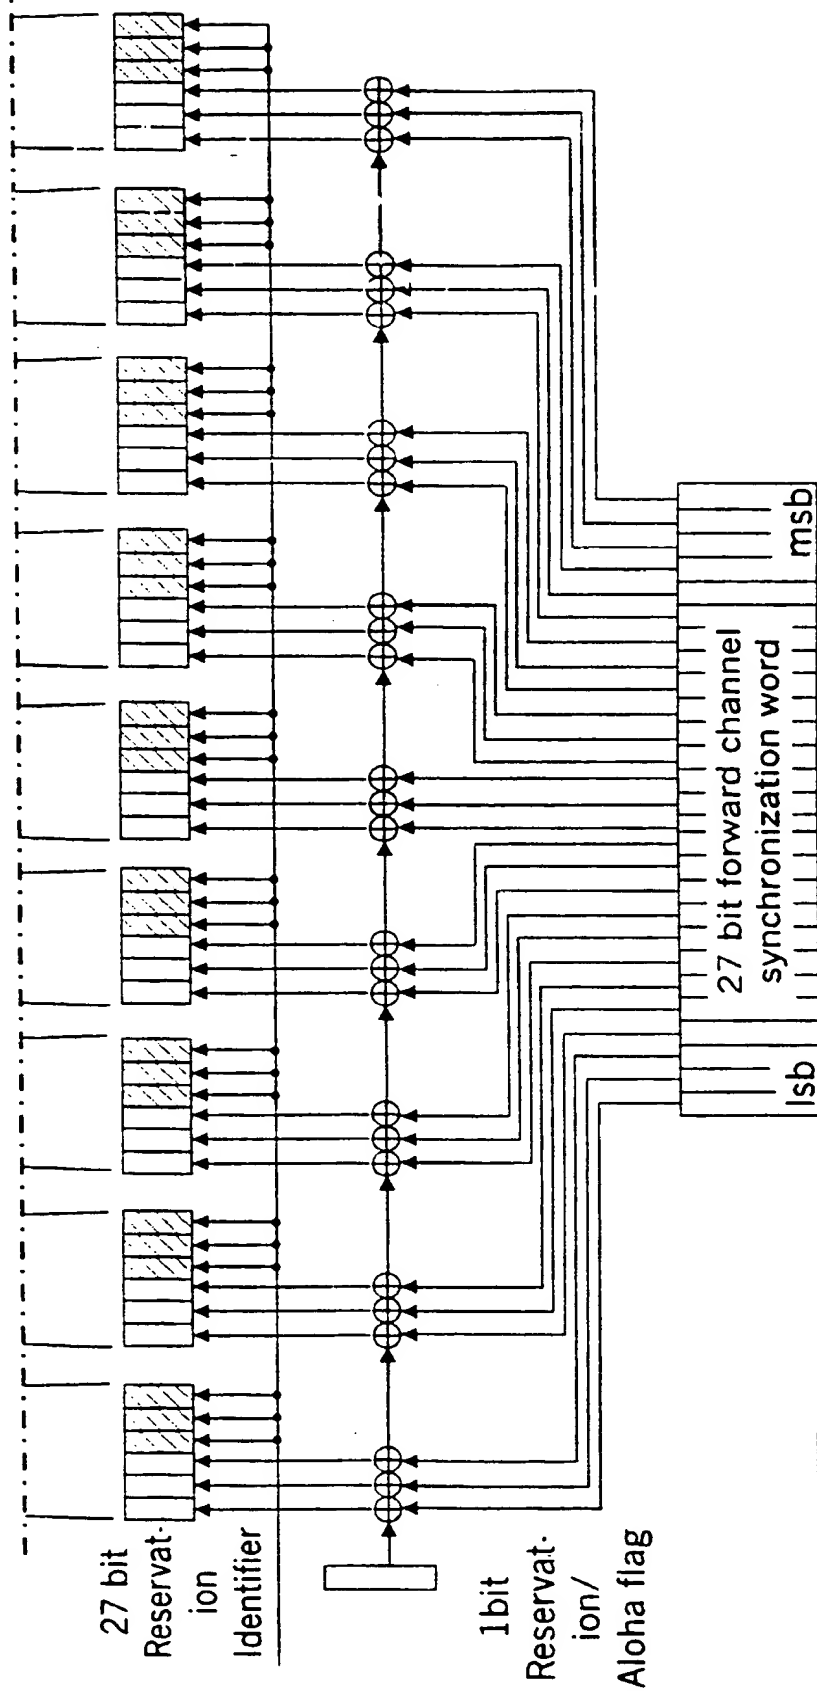 27 bit
Reservat-
ion
Identifier
1bit
Reservat-
ion/
Aloha flag
lsb
27 bit forward channel
synchronization word
msb